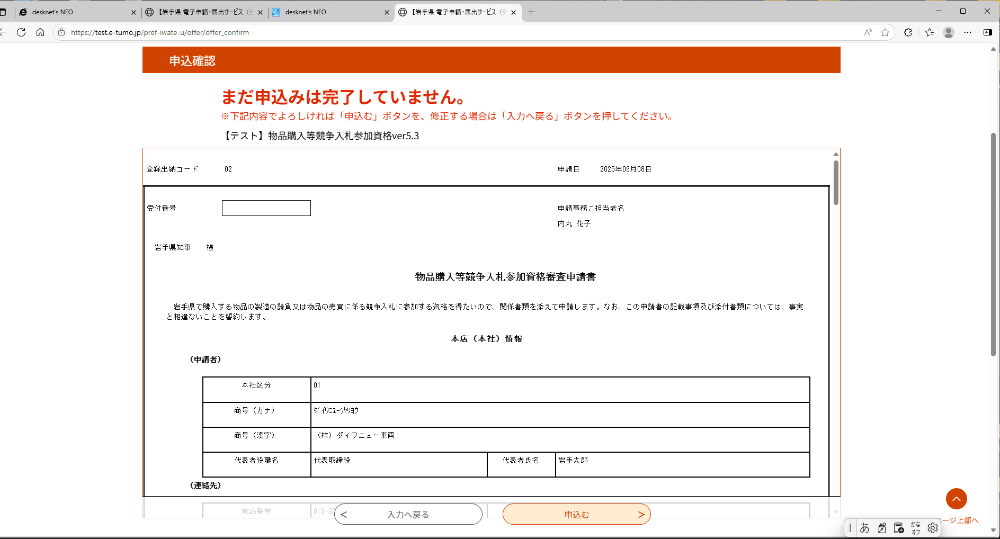 desknet's NEO
【岩手県 電子申請・届出サービス（テ
desknet's NEO
【岩手県 電子申請・届出サービス（テ
https://test.e-tumo.jp/pref-iwate-u/offer/offer_confirm
申込確認
まだ申込みは完了していません。
※下記内容でよろしければ「申込む」ボタンを、修正する場合は「入力へ戻る」ボタンを押してください。
【テスト】物品購入等競争入札参加資格ver5.3
登録出納コード 02 申請日 2025年09月08日
受付番号 申請事務ご担当者名
内丸 花子
岩手県知事 様
物品購入等競争入札参加資格審査申請書
岩手県で購入する物品の製造の請負又は物品の売買に係る競争入札に参加する資格を得たいので、関係書類を添えて申請します。なお、この申請書の記載事項及び添付書類については、事実
と相違ないことを誓約します。
本店（本社）情報
（申請者）
本社区分 01
商号（カナ） ﾀﾞｲﾜﾆﾕｰｼﾔﾘﾖｳ
商号（漢字） （株）ダイワニュー車両
代表者役職名 代表取締役 代表者氏名 岩手太郎
（連絡先）
電話番号 019-65
< 入力へ戻る 申込む >
ページ上部へ
あ かな
オフ